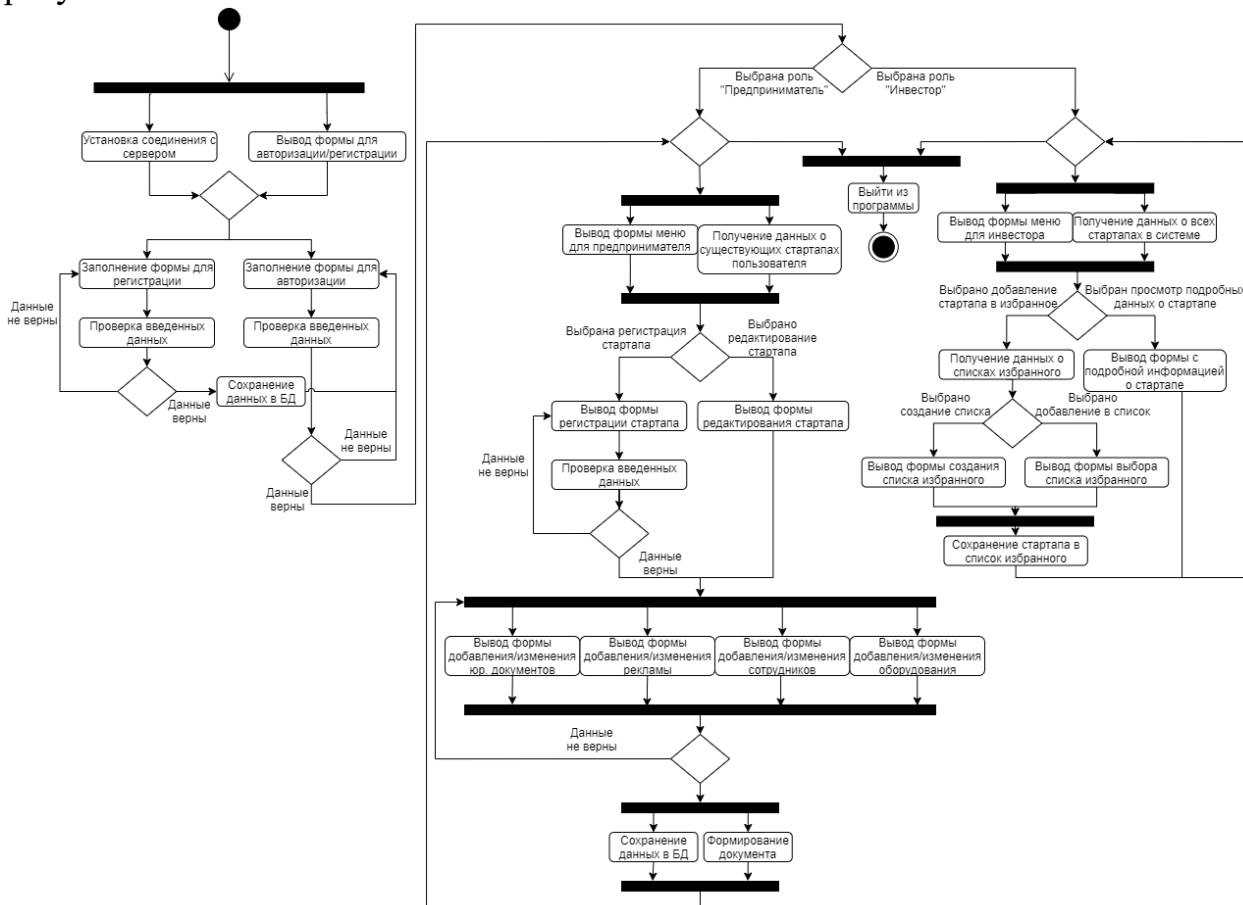 Выбрана роль
"Предприниматель"
Выбрана роль
"Инвестор"
Установка соединения с
сервером
Вывод формы для
авторизации/регистрации
Выйти из
программы
Вывод формы меню
для предпринимателя
Получение данных о
существующих стартапах
пользователя
Вывод формы меню
для инвестора
Получение данных о всех
стартапах в системе
Заполнение формы для
регистрации
Заполнение формы для
авторизации
Данные
не верны
Проверка введенных
данных
Проверка введенных
данных
Сохранение
данных в БД
Данные
верны
Данные
не верны
Данные
верны
Выбрана регистрация
стартапа
Выбрано
редактирование
стартапа
Вывод формы
регистрации стартапа
Вывод формы
редактирования стартапа
Данные
не верны
Проверка введенных
данных
Данные
верны
Выбрано добавление
стартапа в избранное
Выбран просмотр подробных
данных о стартапе
Получение данных о
списках избранного
Вывод формы с
подробной информацией
о стартапе
Выбрано
создание списка
Выбрано
добавление в список
Вывод формы создания
списка избранного
Вывод формы выбора
списка избранного
Сохранение стартапа в
список избранного
Вывод формы
добавления/изменения
юр. документов
Вывод формы
добавления/изменения
рекламы
Вывод формы
добавления/изменения
сотрудников
Вывод формы
добавления/изменения
оборудования
Данные
не верны
Сохранение
данных в БД
Формирование
документа